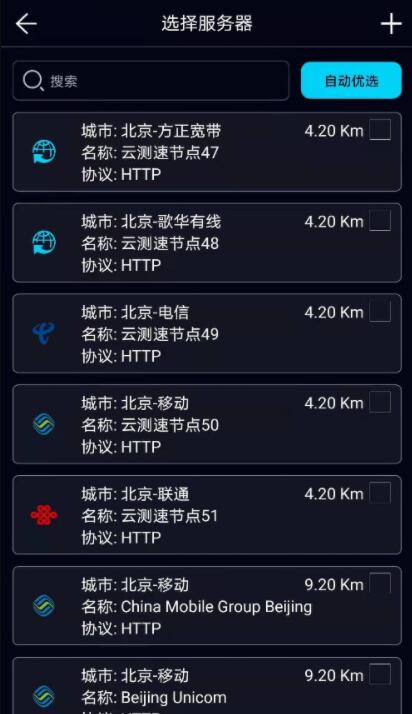 选择服务器
搜索
自动优选
城市: 北京-方正宽带 4.20 Km
名称: 云测速节点47
协议: HTTP
城市: 北京-歌华有线 4.20 Km
名称: 云测速节点48
协议: HTTP
城市: 北京-电信 4.20 Km
名称: 云测速节点49
协议: HTTP
城市: 北京-移动 4.20 Km
名称: 云测速节点50
协议: HTTP
城市: 北京-联通 4.20 Km
名称: 云测速节点51
协议: HTTP
城市: 北京-移动 9.20 Km
名称: China Mobile Group Beijing
协议: HTTP
城市: 北京-移动 9.20 Km
名称: Beijing Unicom